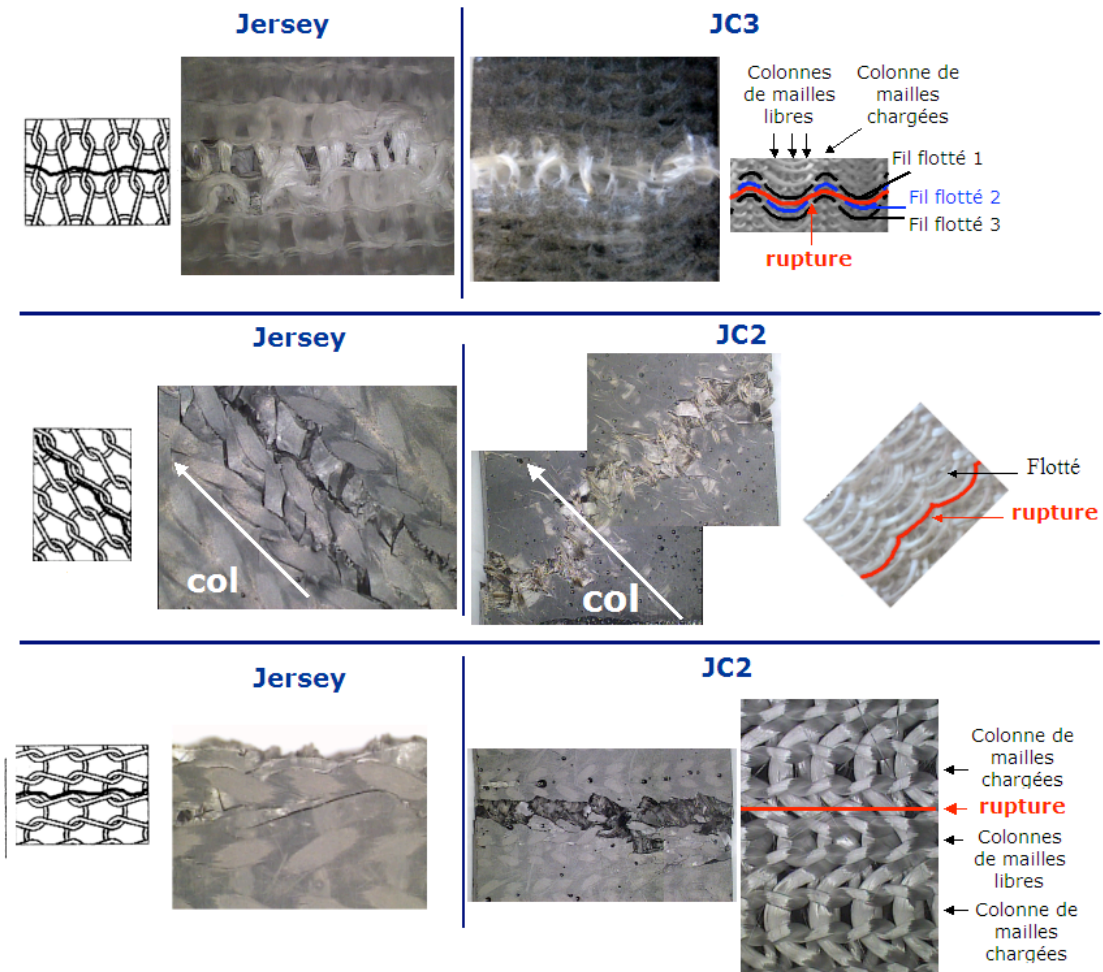 Jersey
JC3
Colonnes
de mailles
libres
Colonne de
mailles
chargées
Fil flotté 1
Fil flotté 2
Fil flotté 3
rupture
Jersey
JC2
col
col
Flotté
rupture
Jersey
JC2
Colonne de
mailles
chargées
rupture
Colonnes
de mailles
libres
Colonne de
mailles
chargées